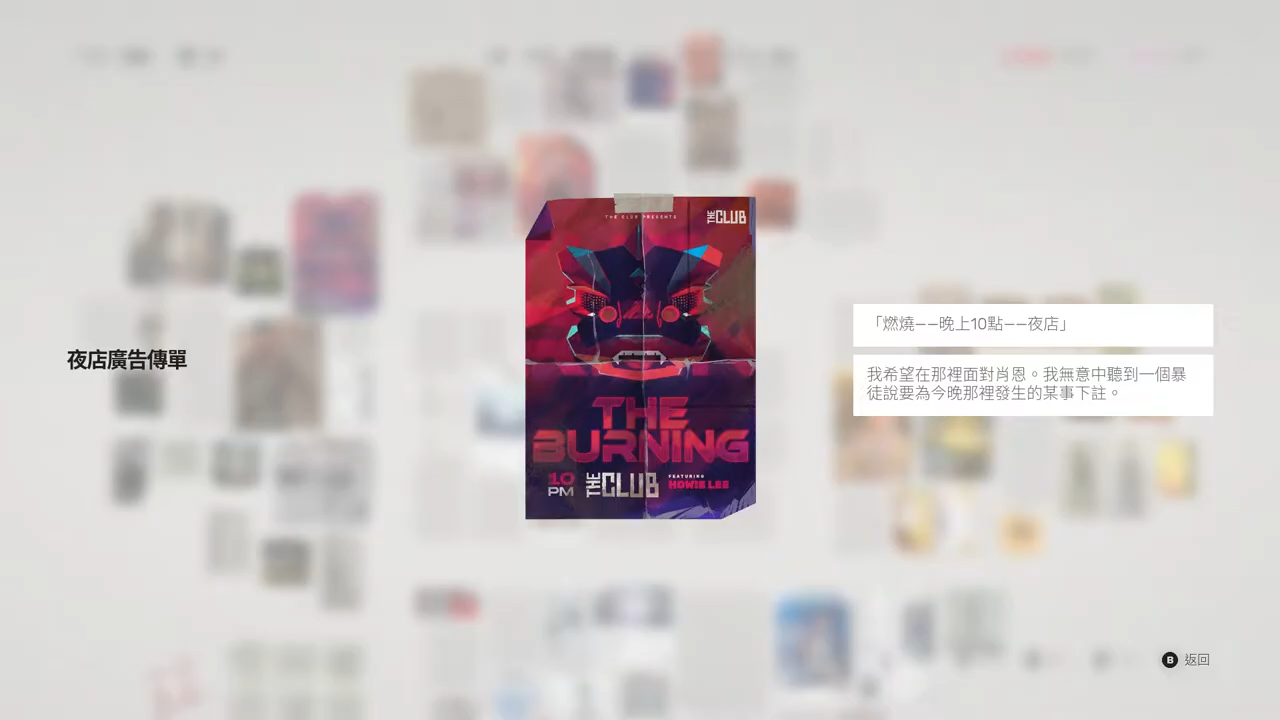 夜店廣告傳單
THE CLUB PRESENTS
THE CLUB
THE
BURNING
10
PM
THE CLUB
FEATURING
HOWIE LEE
「燃燒——晚上10點——夜店」
我希望在那裡面對肖恩。我無意中聽到一個暴
徒說要為今晚那裡發生的某事下註。
B 返回